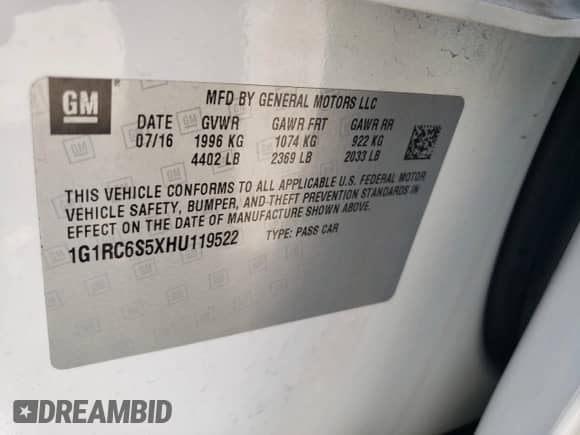 GM
MFD BY GENERAL MOTORS LLC
DATE GVWR GAWR FRT GAWR RR
07/16 1996 KG 1074 KG 922 KG
4402 LB 2369 LB 2033 LB
THIS VEHICLE CONFORMS TO ALL APPLICABLE U.S. FEDERAL MOTOR
VEHICLE SAFETY, BUMPER, AND THEFT PREVENTION STANDARDS IN
EFFECT ON THE DATE OF MANUFACTURE SHOWN ABOVE.
1G1RC6S5XHU119522 TYPE: PASS CAR
DREAMBID